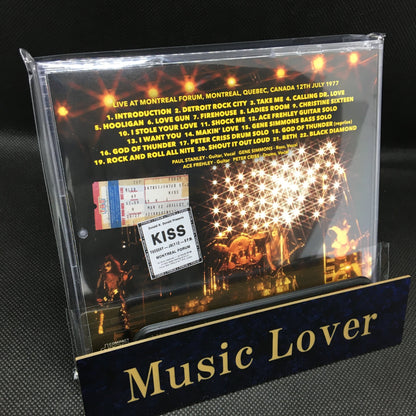 LIVE AT MONTREAL FORUM, MONTREAL, QUEBEC, CANADA 12TH JULY 1977
1. INTRODUCTION 2. DETROIT ROCK CITY 3. TAKE ME 4. CALLING DR. LOVE
5. HOOLIGAN 6. LOVE GUN 7. FIREHOUSE 8. LADIES ROOM 9. CHRISTINE SIXTEEN
10. I STOLE YOUR LOVE 11. SHOCK ME 12. ACE FREHLEY GUITAR SOLO
13. I WANT YOU 14. MAKIN' LOVE 15. GENE SIMMONS BASS SOLO
16. GOD OF THUNDER 17. PETER CRISS DRUM SOLO 18. GOD OF THUNDER (reprise)
19. ROCK AND ROLL ALL NITE 20. SHOUT IT OUT LOUD 21. BETH 22. BLACK DIAMOND
PAUL STANLEY - Guitar, Vocal GENE SIMMONS - Bass, Vocal
ACE FREHLEY - Guitar PETER CRISS - Drums, Vocal
KISS
TUESDAY - JULY 12 -
MONTREAL FORUM
Music Lover